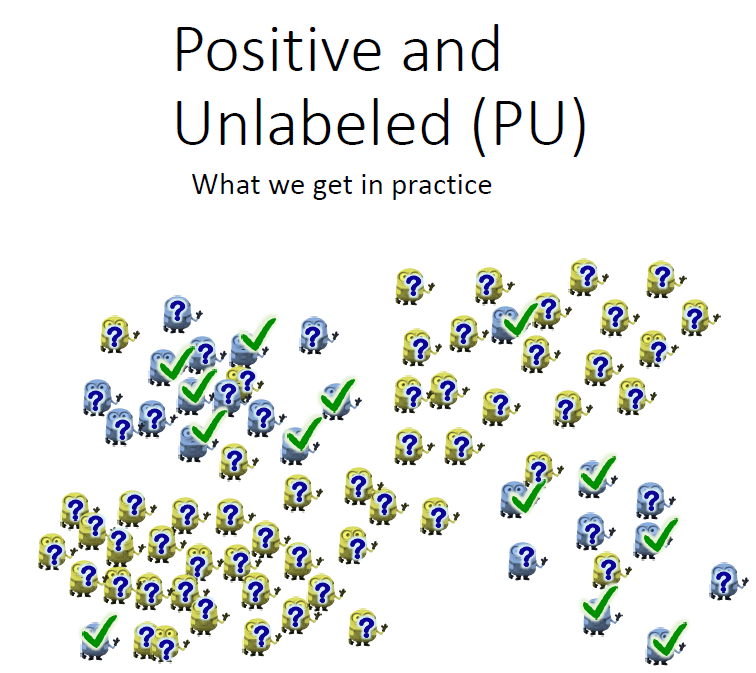 Positive and
Unlabeled (PU)
What we get in practice